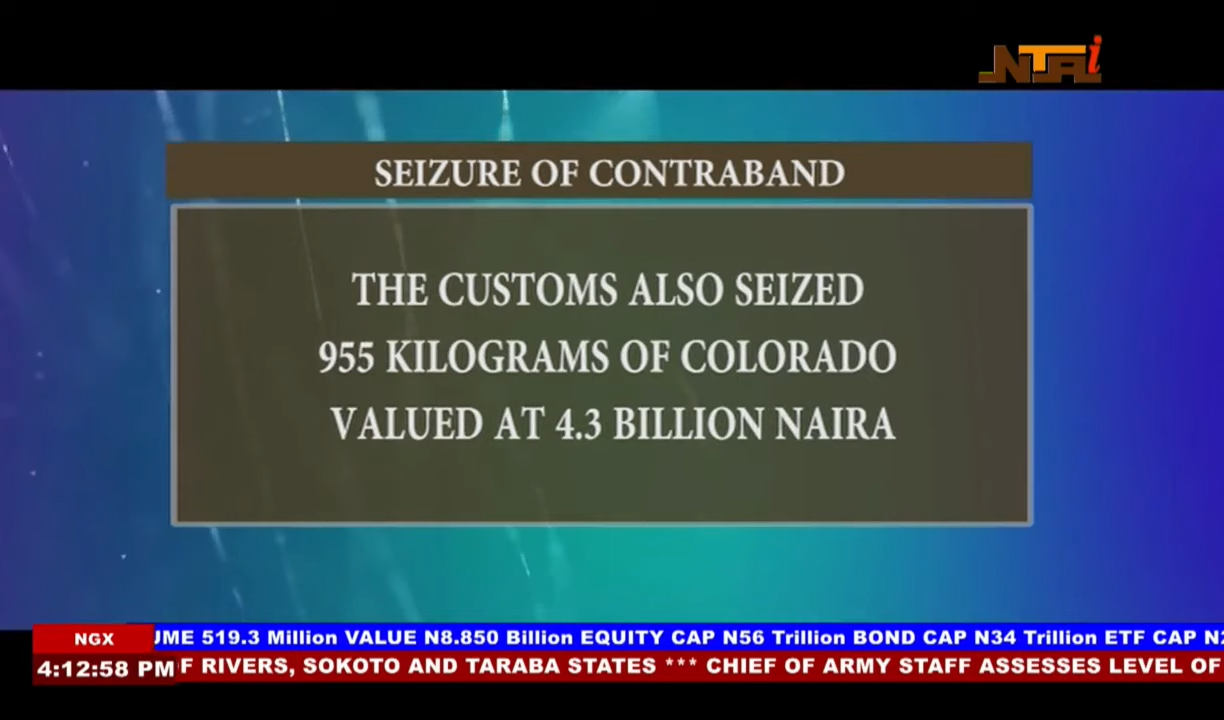 NTAi
SEIZURE OF CONTRABAND
THE CUSTOMS ALSO SEIZED
955 KILOGRAMS OF COLORADO
VALUED AT 4.3 BILLION NAIRA
NGX
519.3 Million VALUE N8.850 Billion EQUITY CAP N56 Trillion BOND CAP N34 Trillion ETF CAP
4:12:58 PM
RIVERS, SOKOTO AND TARABA STATES *** CHIEF OF ARMY STAFF ASSESSES LEVEL OF